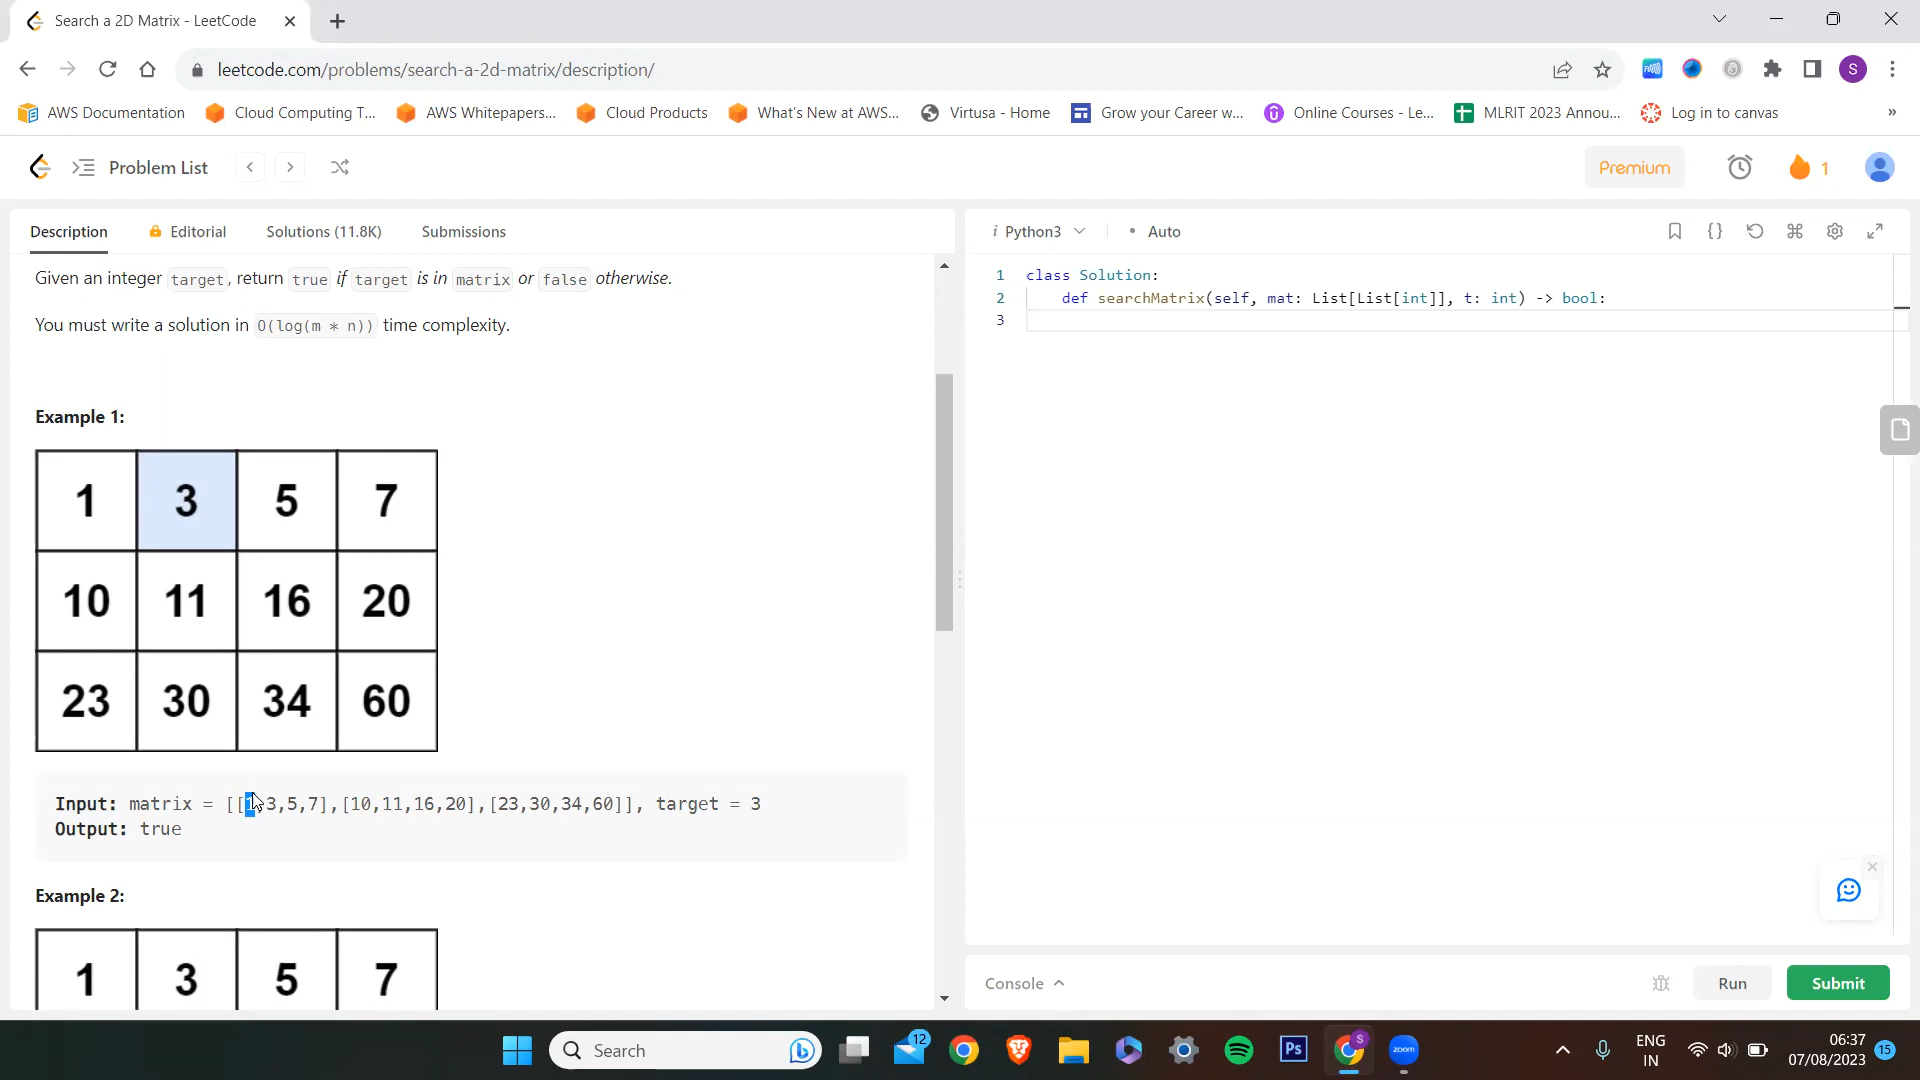 Search a 2D Matrix - LeetCode
leetcode.com/problems/search-a-2d-matrix/description/
S
AWS Documentation Cloud Computing T... AWS Whitepapers... Cloud Products What's New at AWS... Virtusa - Home Grow your Career w... Online Courses - Le... MLRIT 2023 Annou... Log in to canvas »
Problem List Premium 1
Description Editorial Solutions (11.8K) Submissions
Given an integer target, return true if target is in matrix or false otherwise.
You must write a solution in O(log(m * n)) time complexity.
Example 1:
1 3 5 7
10 11 16 20
23 30 34 60
Input: matrix = [[1,3,5,7],[10,11,16,20],[23,30,34,60]], target = 3
Output: true
Example 2:
1 3 5 7
i Python3 • Auto
1 class Solution:
2 def searchMatrix(self, mat: List[List[int]], t: int) -> bool:
3
Console Run Submit
Search 12 Ps S zoom ENG 06:37
IN 07/08/2023 15